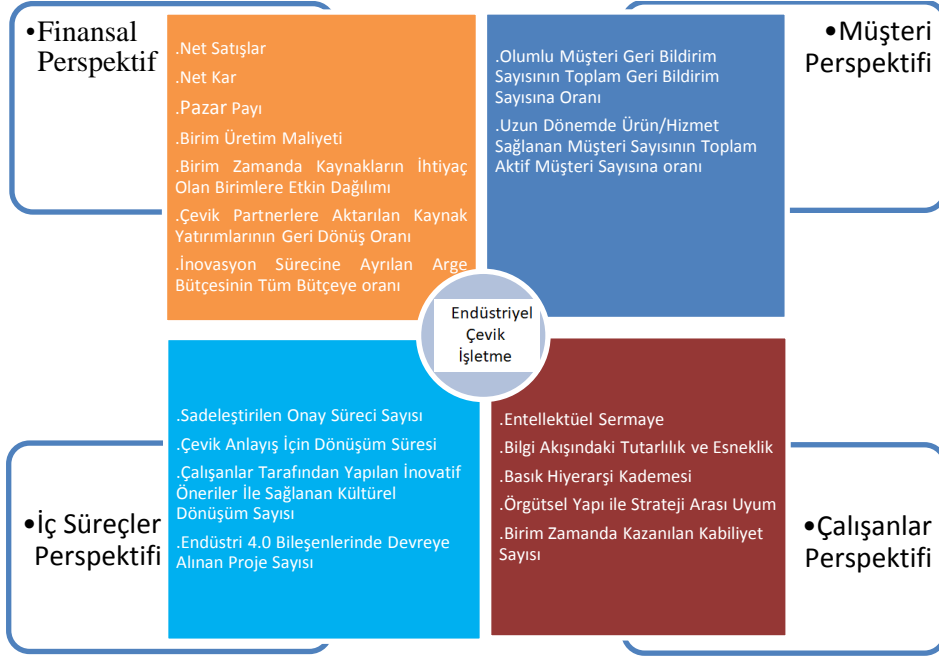 •Finansal
Perspektif
.Net Satışlar
.Net Kar
.Pazar Payı
.Birim Üretim Maliyeti
.Birim Zamanda Kaynakların İhtiyaç
Olan Birimlere Etkin Dağılımı
.Çevik Partnerlere Aktarılan Kaynak
Yatırımlarının Geri Dönüş Oranı
.İnovasyon Sürecine Ayrılan Arge
Bütçesinin Tüm Bütçeye oranı
•Müşteri
Perspektifi
.Olumlu Müşteri Geri Bildirim
Sayısının Toplam Geri Bildirim
Sayısına Oranı
.Uzun Dönemde Ürün/Hizmet
Sağlanan Müşteri Sayısının Toplam
Aktif Müşteri Sayısına oranı
Endüstriyel
Çevik
İşletme
•İç Süreçler
Perspektifi
.Sadeleştirilen Onay Süreci Sayısı
.Çevik Anlayış İçin Dönüşüm Süresi
.Çalışanlar Tarafından Yapılan İnovatif
Öneriler İle Sağlanan Kültürel
Dönüşüm Sayısı
.Endüstri 4.0 Bileşenlerinde Devreye
Alınan Proje Sayısı
.Entellektüel Sermaye
.Bilgi Akışındaki Tutarlılık ve Esneklik
.Basık Hiyerarşi Kademesi
.Örgütsel Yapı ile Strateji Arası Uyum
.Birim Zamanda Kazanılan Kabiliyet
Sayısı
•Çalışanlar
Perspektifi